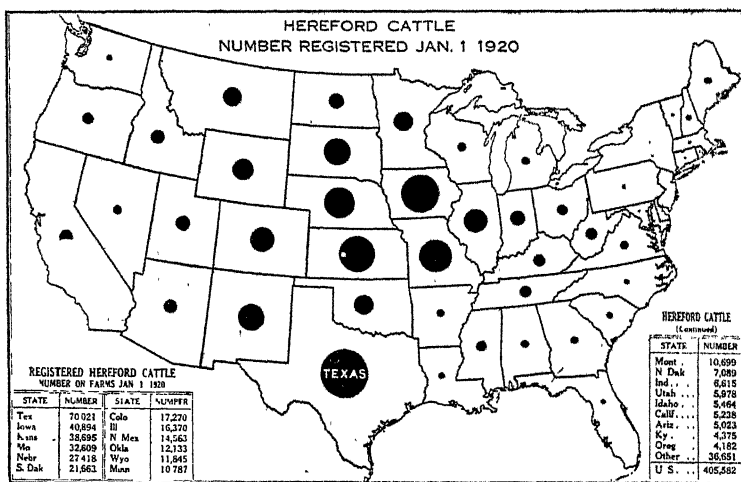 HEREFORD CATTLE
NUMBER REGISTERED JAN. 1 1920
TEXAS
REGISTERED HEREFORD CATTLE
NUMBER ON FARMS JAN 1 1920
STATE NUMBER STATE NUMBER
Tex 70 021 Colo 17,270
Iowa 40,894 Ill 16,370
Kans 38,695 N Mex 14,563
Mo 32,609 Okla 12,133
Nebr 27 418 Wyo 11,845
S. Dak 21,663 Minn 10 787
HEREFORD CATTLE
(Continued)
STATE NUMBER
Mont . 10,699
N Dak 7,089
Ind. . . 6,615
Utah ... 5,978
Idaho . . 5,464
Calif.... 5,238
Ariz. . . 5,023
Ky . 4,375
Oreg . 4,182
Other ... 36,651
U S. .. 405,582